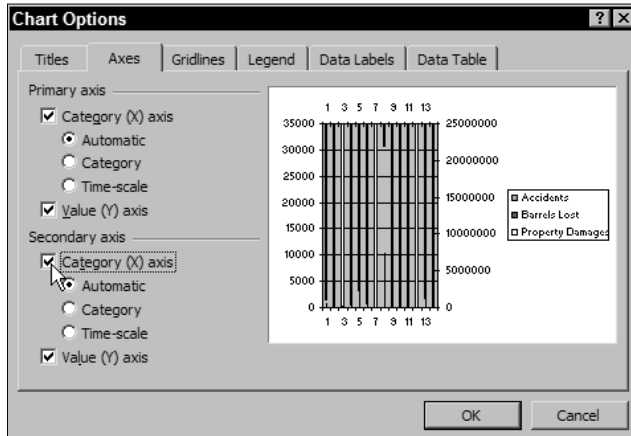 Chart Options
? X
Titles
Axes
Gridlines
Legend
Data Labels
Data Table
Primary axis
Category (X) axis
Automatic
Category
Time-scale
Value (Y) axis
Secondary axis
Category (X) axis
Automatic
Category
Time-scale
Value (Y) axis
1 3 5 7 9 11 13
35000
30000
25000
20000
15000
10000
5000
0
25000000
20000000
15000000
10000000
5000000
0
1 3 5 7 9 11 13
Accidents
Barrels Lost
Property Damages
OK
Cancel